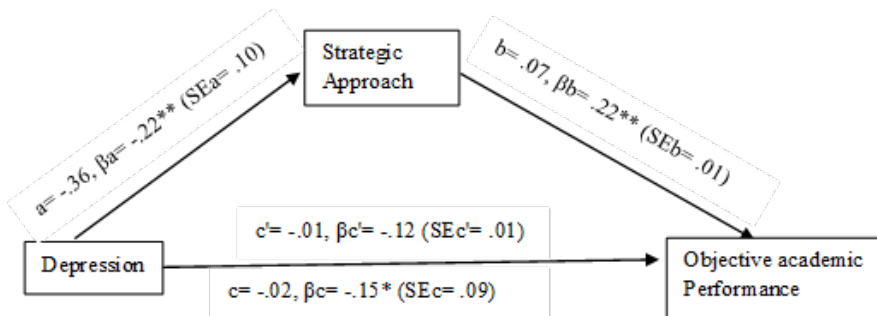 Strategic
Approach
a= -.36, βa= -.22** (SEa= .10)
b= .07, βb= .22** (SEb= .01)
c'= -.01, βc'= -.12 (SEc'= .01)
Depression
Objective academic
Performance
c= -.02, βc= -.15* (SEc= .09)